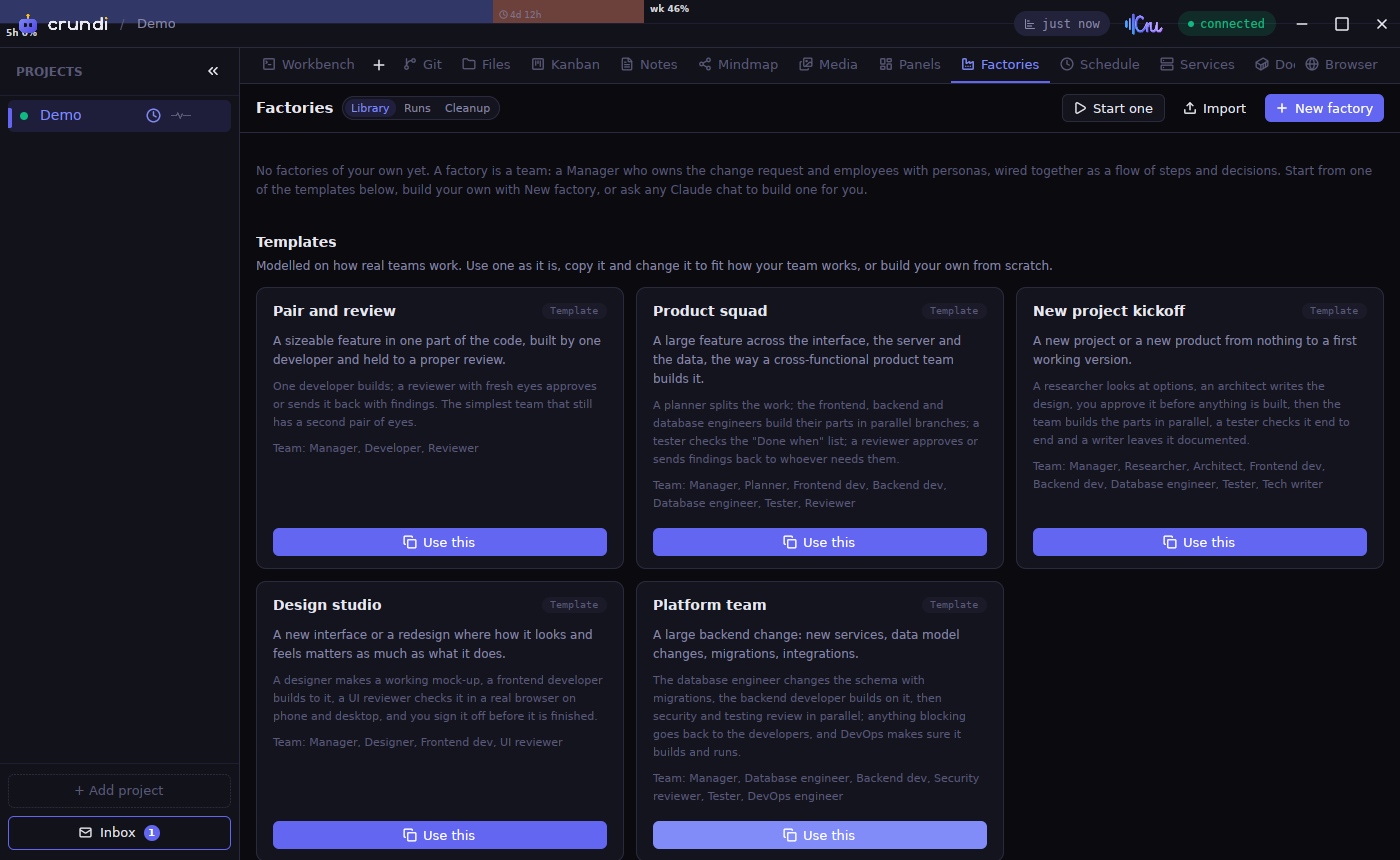 5h 0%
crundi / Demo
4d 12h
wk 46%
just now
Cru
connected
PROJECTS
Demo
+ Add project
Inbox 1
Workbench
Git
Files
Kanban
Notes
Mindmap
Media
Panels
Factories
Schedule
Services
Doc
Browser
Factories
Library Runs Cleanup
Start one
Import
+ New factory
No factories of your own yet. A factory is a team: a Manager who owns the change request and employees with personas, wired together as a flow of steps and decisions. Start from one
of the templates below, build your own with New factory, or ask any Claude chat to build one for you.
Templates
Modelled on how real teams work. Use one as it is, copy it and change it to fit how your team works, or build your own from scratch.
Pair and review
Template
A sizeable feature in one part of the code, built by one
developer and held to a proper review.
One developer builds; a reviewer with fresh eyes approves
or sends it back with findings. The simplest team that still
has a second pair of eyes.
Team: Manager, Developer, Reviewer
Use this
Product squad
Template
A large feature across the interface, the server and
the data, the way a cross-functional product team
builds it.
A planner splits the work; the frontend, backend and
database engineers build their parts in parallel branches; a
tester checks the "Done when" list; a reviewer approves or
sends findings back to whoever needs them.
Team: Manager, Planner, Frontend dev, Backend dev,
Database engineer, Tester, Reviewer
Use this
New project kickoff
Template
A new project or a new product from nothing to a first
working version.
A researcher looks at options, an architect writes the
design, you approve it before anything is built, then the
team builds the parts in parallel, a tester checks it end to
end and a writer leaves it documented.
Team: Manager, Researcher, Architect, Frontend dev,
Backend dev, Database engineer, Tester, Tech writer
Use this
Design studio
Template
A new interface or a redesign where how it looks and
feels matters as much as what it does.
A designer makes a working mock-up, a frontend developer
builds to it, a UI reviewer checks it in a real browser on
phone and desktop, and you sign it off before it is finished.
Team: Manager, Designer, Frontend dev, UI reviewer
Use this
Platform team
Template
A large backend change: new services, data model
changes, migrations, integrations.
The database engineer changes the schema with
migrations, the backend developer builds on it, then
security and testing review in parallel; anything blocking
goes back to the developers, and DevOps makes sure it
builds and runs.
Team: Manager, Database engineer, Backend dev, Security
reviewer, Tester, DevOps engineer
Use this